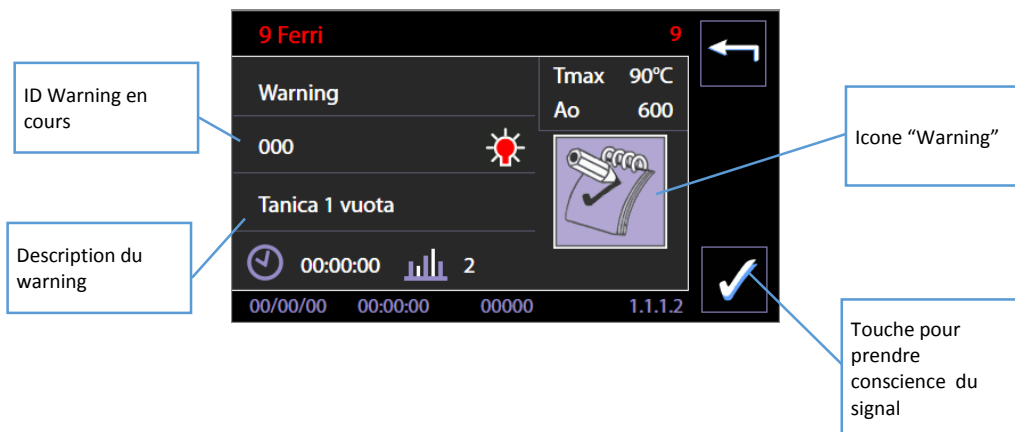 9 Ferri 9
Warning
Tmax 90°C
Ao 600
000
Tanica 1 vuota
00:00:00 2
00/00/00 00:00:00 00000 1.1.1.2
ID Warning en
cours
Description du
warning
Icone “Warning”
Touche pour
prendre
conscience du
signal